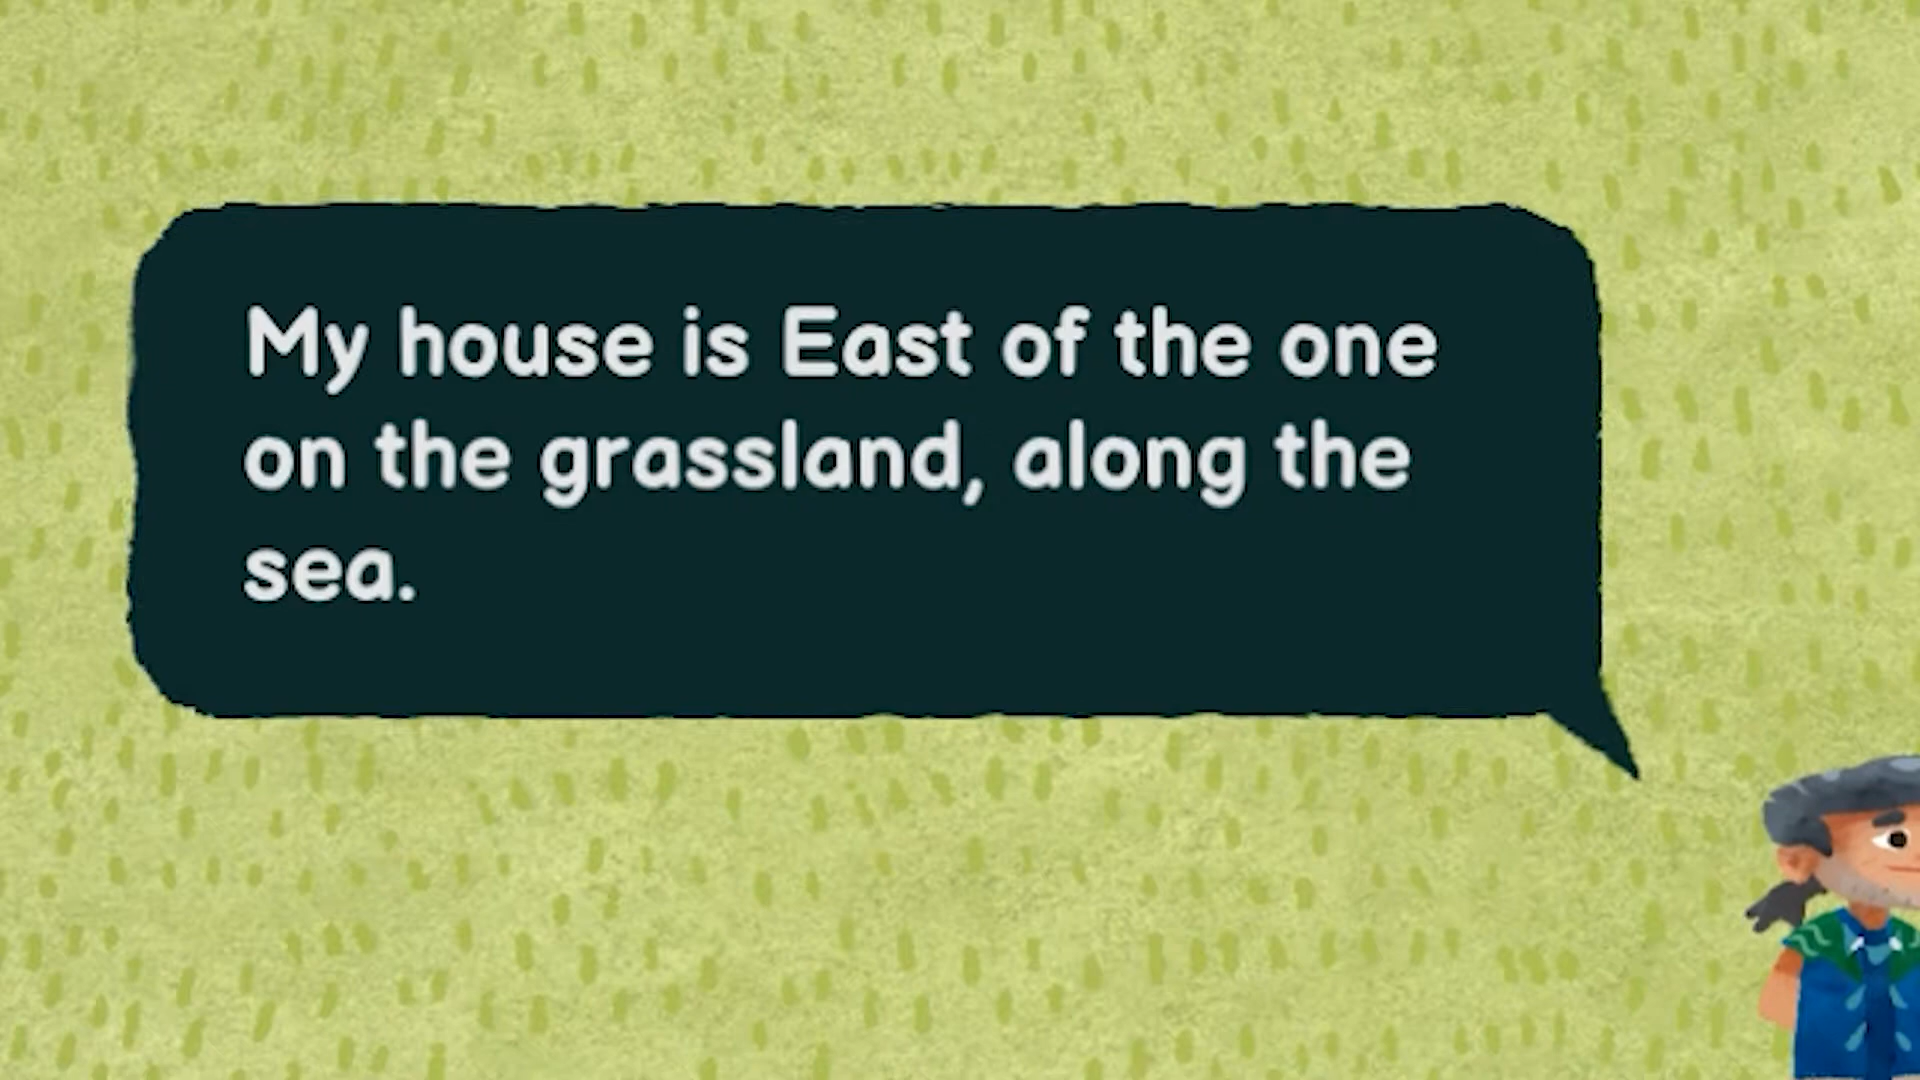 My house is East of the one
on the grassland, along the
sea.